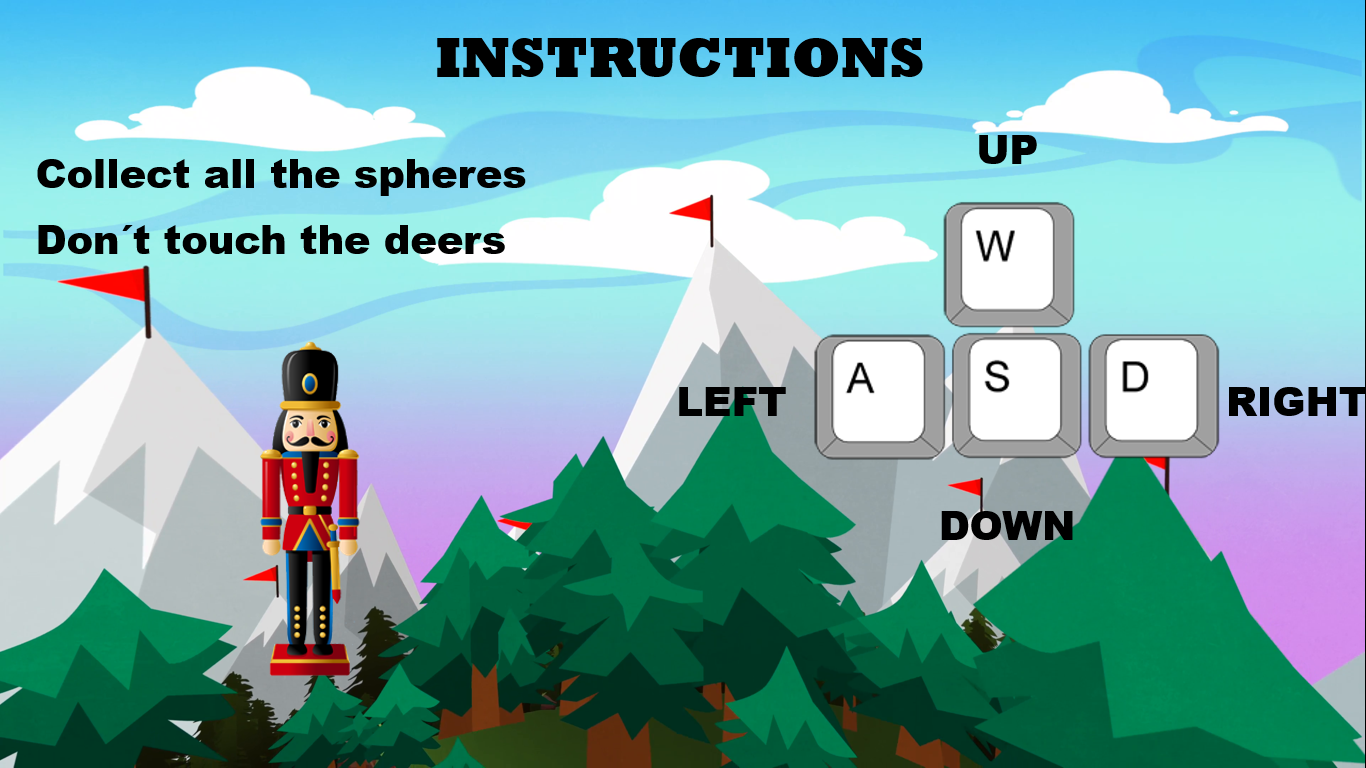 INSTRUCTIONS
Collect all the spheres
Don´t touch the deers
UP
W
LEFT
A
S
D
RIGHT
DOWN